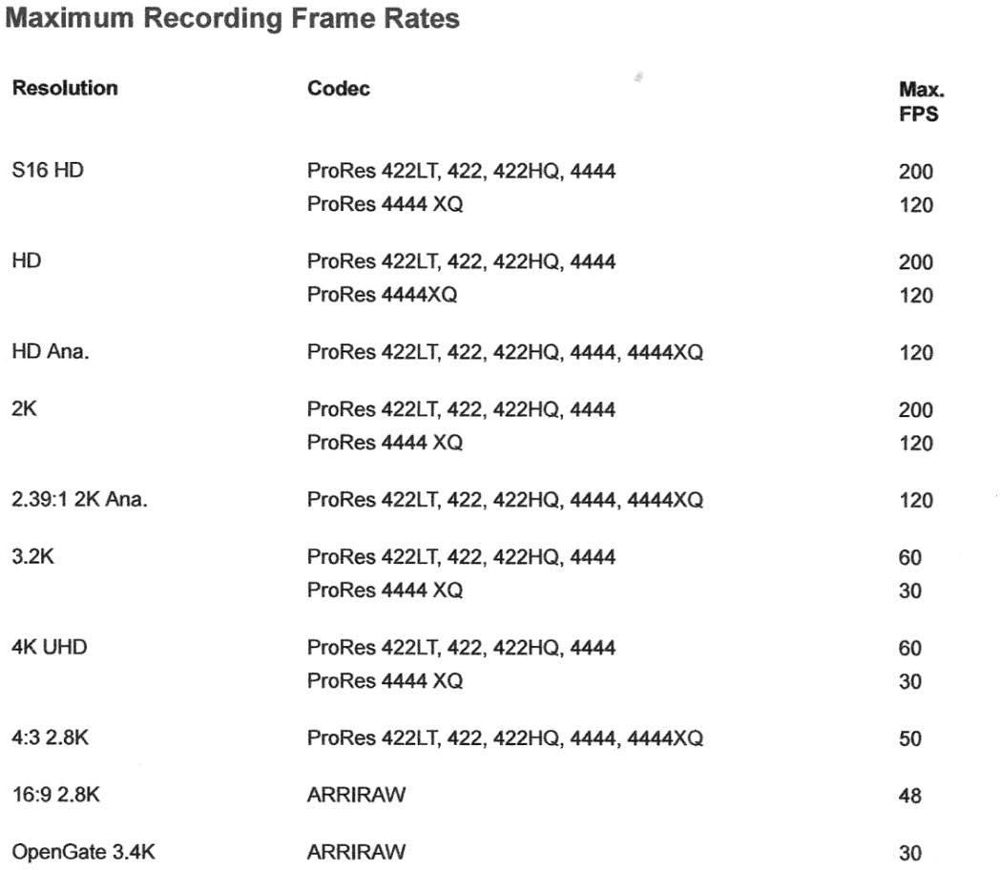 Maximum Recording Frame Rates
Resolution Codec Max. FPS
S16 HD ProRes 422LT, 422, 422HQ, 4444 200
ProRes 4444 XQ 120
HD ProRes 422LT, 422, 422HQ, 4444 200
ProRes 4444XQ 120
HD Ana. ProRes 422LT, 422, 422HQ, 4444, 4444XQ 120
2K ProRes 422LT, 422, 422HQ, 4444 200
ProRes 4444 XQ 120
2.39:1 2K Ana. ProRes 422LT, 422, 422HQ, 4444, 4444XQ 120
3.2K ProRes 422LT, 422, 422HQ, 4444 60
ProRes 4444 XQ 30
4K UHD ProRes 422LT, 422, 422HQ, 4444 60
ProRes 4444 XQ 30
4:3 2.8K ProRes 422LT, 422, 422HQ, 4444, 4444XQ 50
16:9 2.8K ARRIRAW 48
OpenGate 3.4K ARRIRAW 30